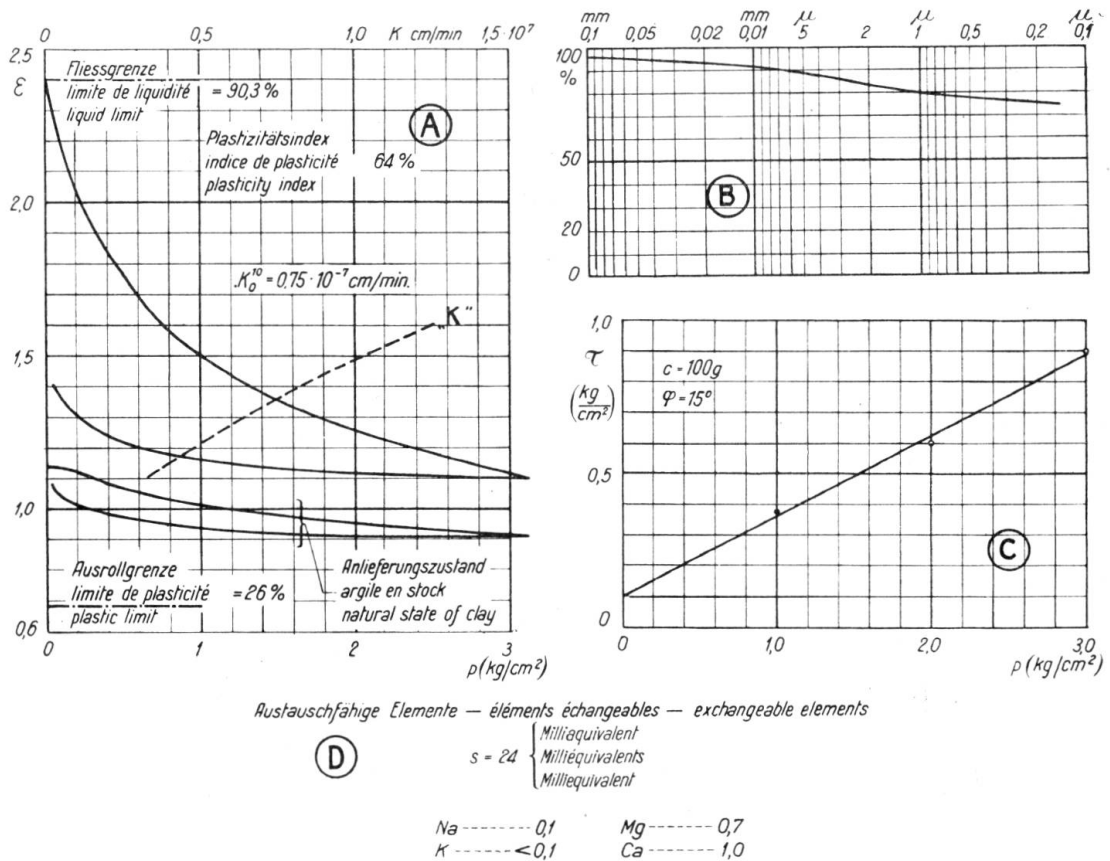 0 0,5 1,0 K cm/min 1,5·10⁷
2,5
ε
2,0
1,5
1,0
0,6
Fliessgrenze
limite de liquidité = 90,3 %
liquid limit
A
Plastizitätsindex
indice de plasticité 64 %
plasticity index
K₀¹⁰ = 0,75·10⁻⁷ cm/min.
„K"
Ausrollgrenze
limite de plasticité = 26 %
plastic limit
Anlieferungszustand
argile en stock
natural state of clay
0 1 2 3
p (kg/cm²)
mm mm μ μ μ
0,1 0,05 0,02 0,01 5 2 1 0,5 0,1
100
%
50
20
0
B
1,0
τ
(kg/cm²)
0,5
0
c = 100g
φ = 15°
C
0 1,0 2,0 3,0
p (kg/cm²)
Austauschfähige Elemente — éléments échangeables — exchangeable elements
D
s = 24
Milliaquivalent
Milliéquivalents
Milliequivalent
Na ------- 0,1 Mg ------- 0,7
K ------- <0,1 Ca ------- 1,0